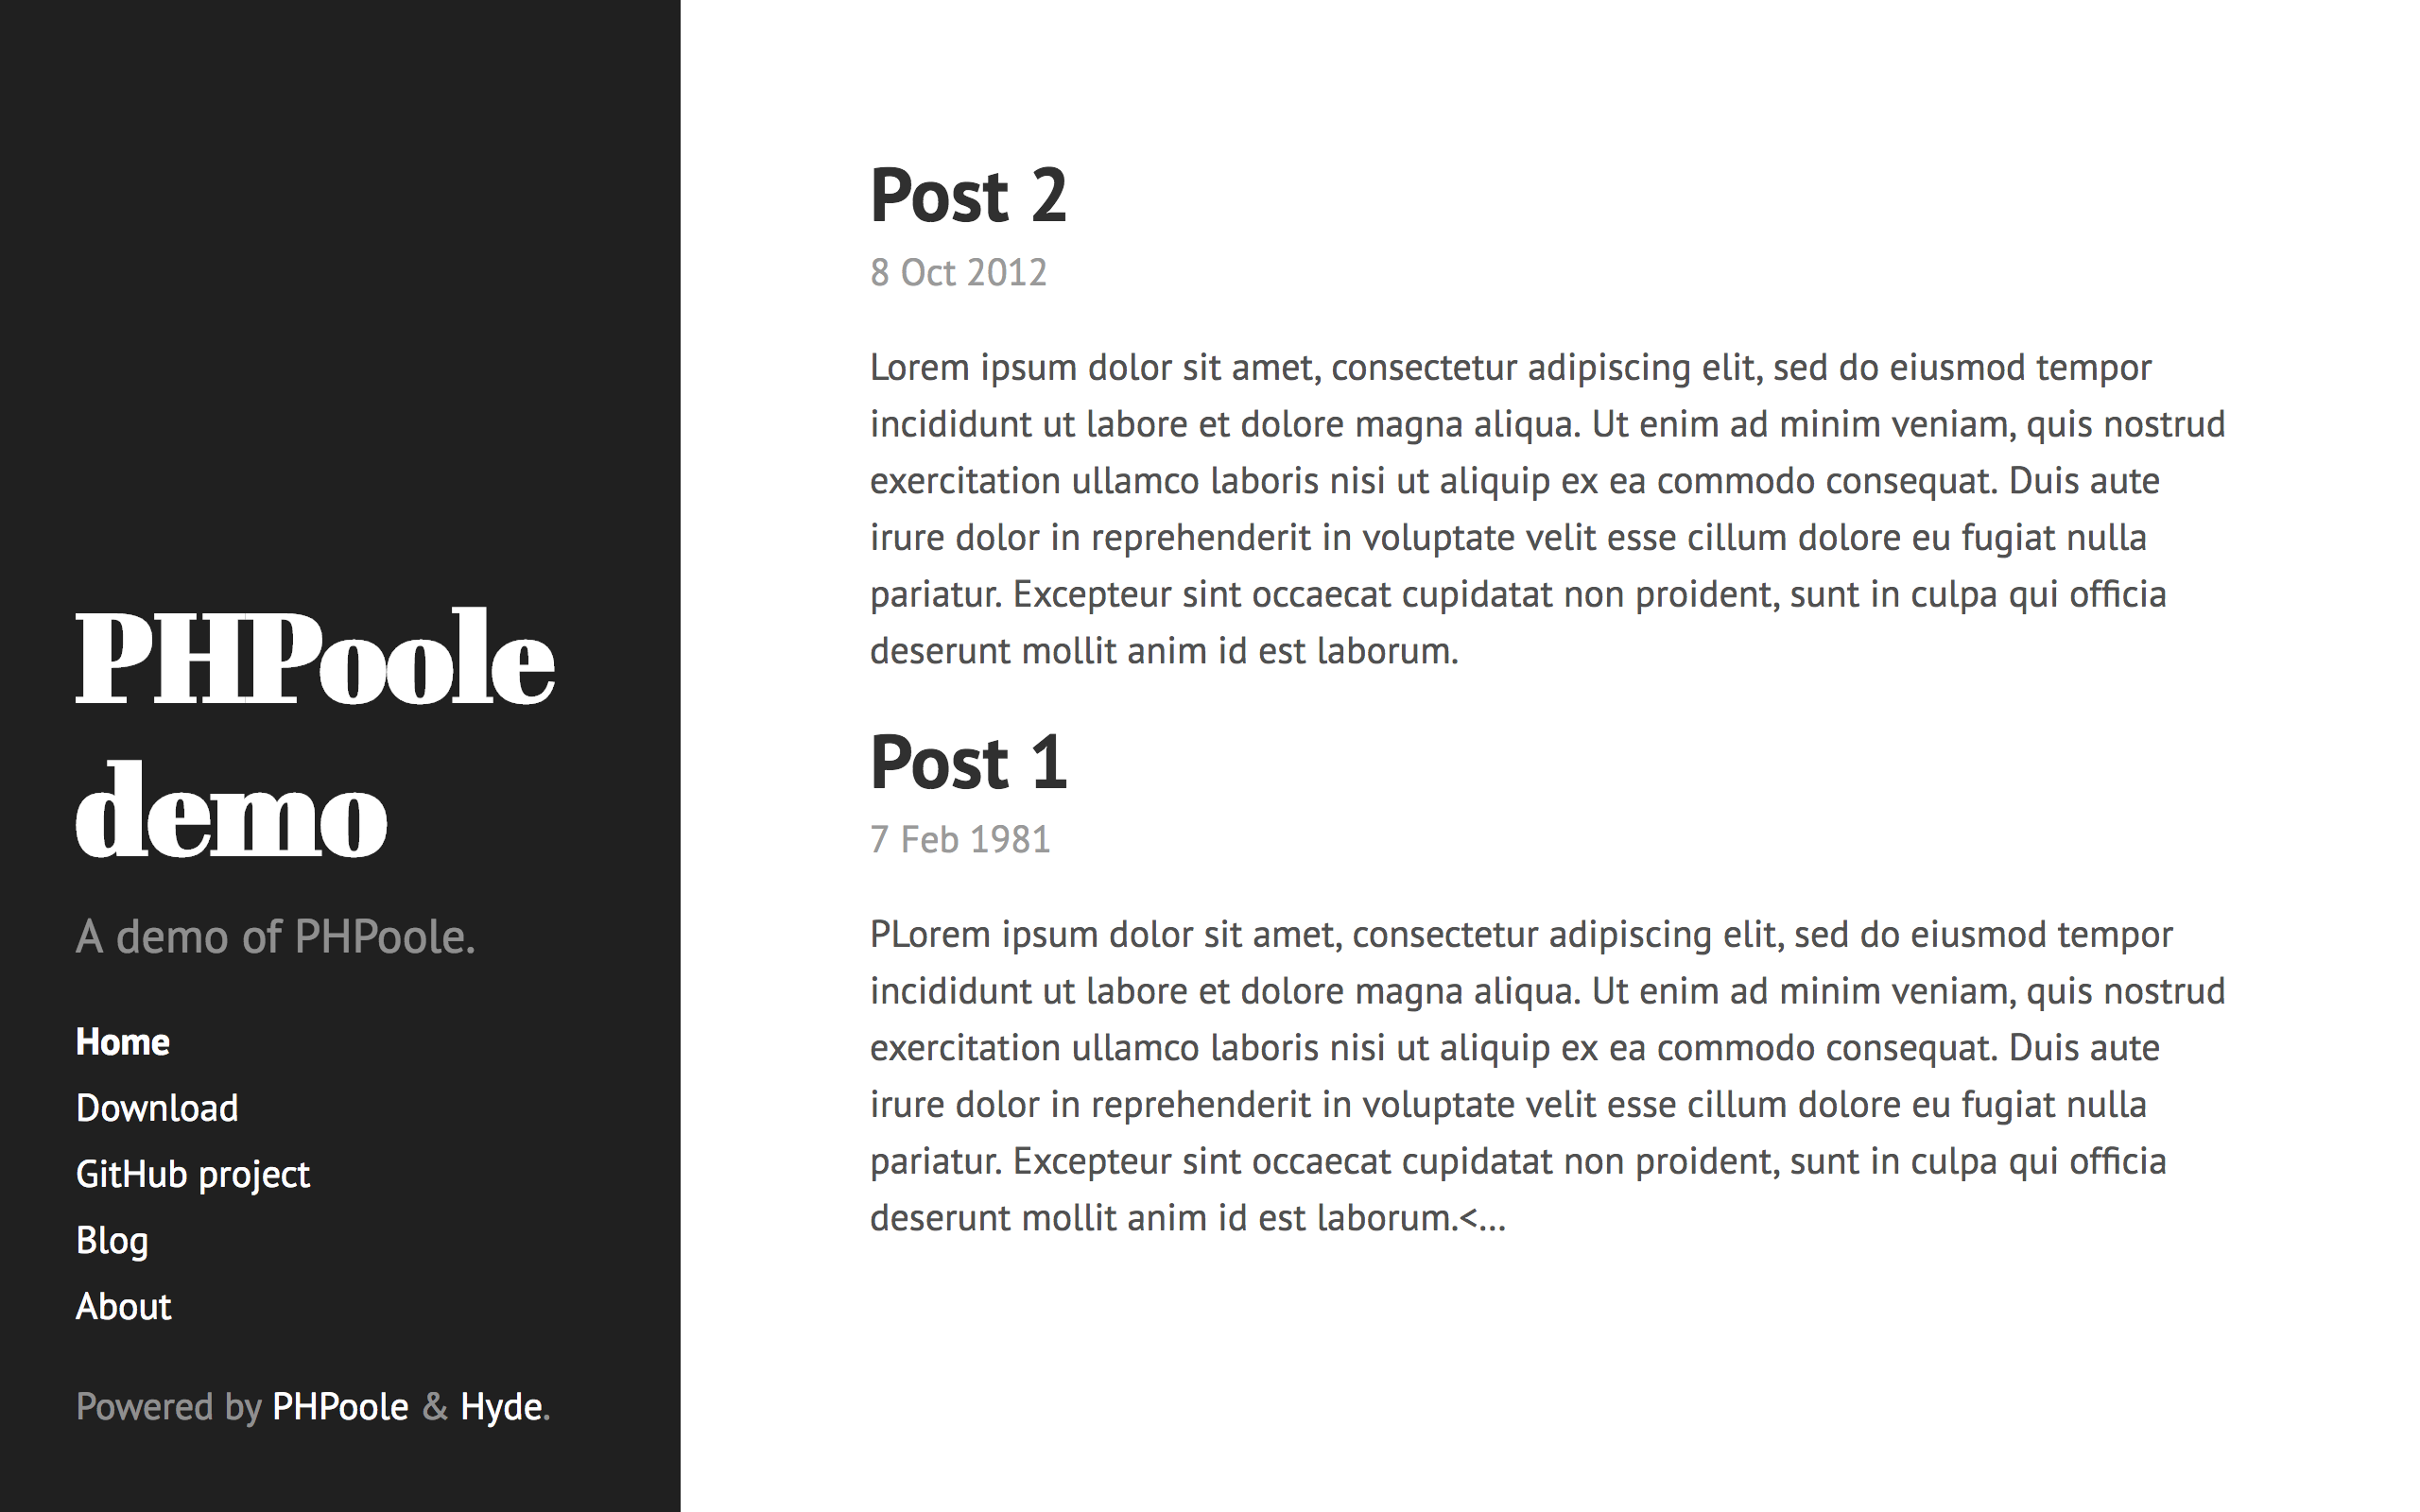 PHPoole
demo
A demo of PHPoole.
Home
Download
GitHub project
Blog
About
Powered by PHPoole & Hyde.
Post 2
8 Oct 2012
Lorem ipsum dolor sit amet, consectetur adipiscing elit, sed do eiusmod tempor
incididunt ut labore et dolore magna aliqua. Ut enim ad minim veniam, quis nostrud
exercitation ullamco laboris nisi ut aliquip ex ea commodo consequat. Duis aute
irure dolor in reprehenderit in voluptate velit esse cillum dolore eu fugiat nulla
pariatur. Excepteur sint occaecat cupidatat non proident, sunt in culpa qui officia
deserunt mollit anim id est laborum.
Post 1
7 Feb 1981
PLorem ipsum dolor sit amet, consectetur adipiscing elit, sed do eiusmod tempor
incididunt ut labore et dolore magna aliqua. Ut enim ad minim veniam, quis nostrud
exercitation ullamco laboris nisi ut aliquip ex ea commodo consequat. Duis aute
irure dolor in reprehenderit in voluptate velit esse cillum dolore eu fugiat nulla
pariatur. Excepteur sint occaecat cupidatat non proident, sunt in culpa qui officia
deserunt mollit anim id est laborum.<…